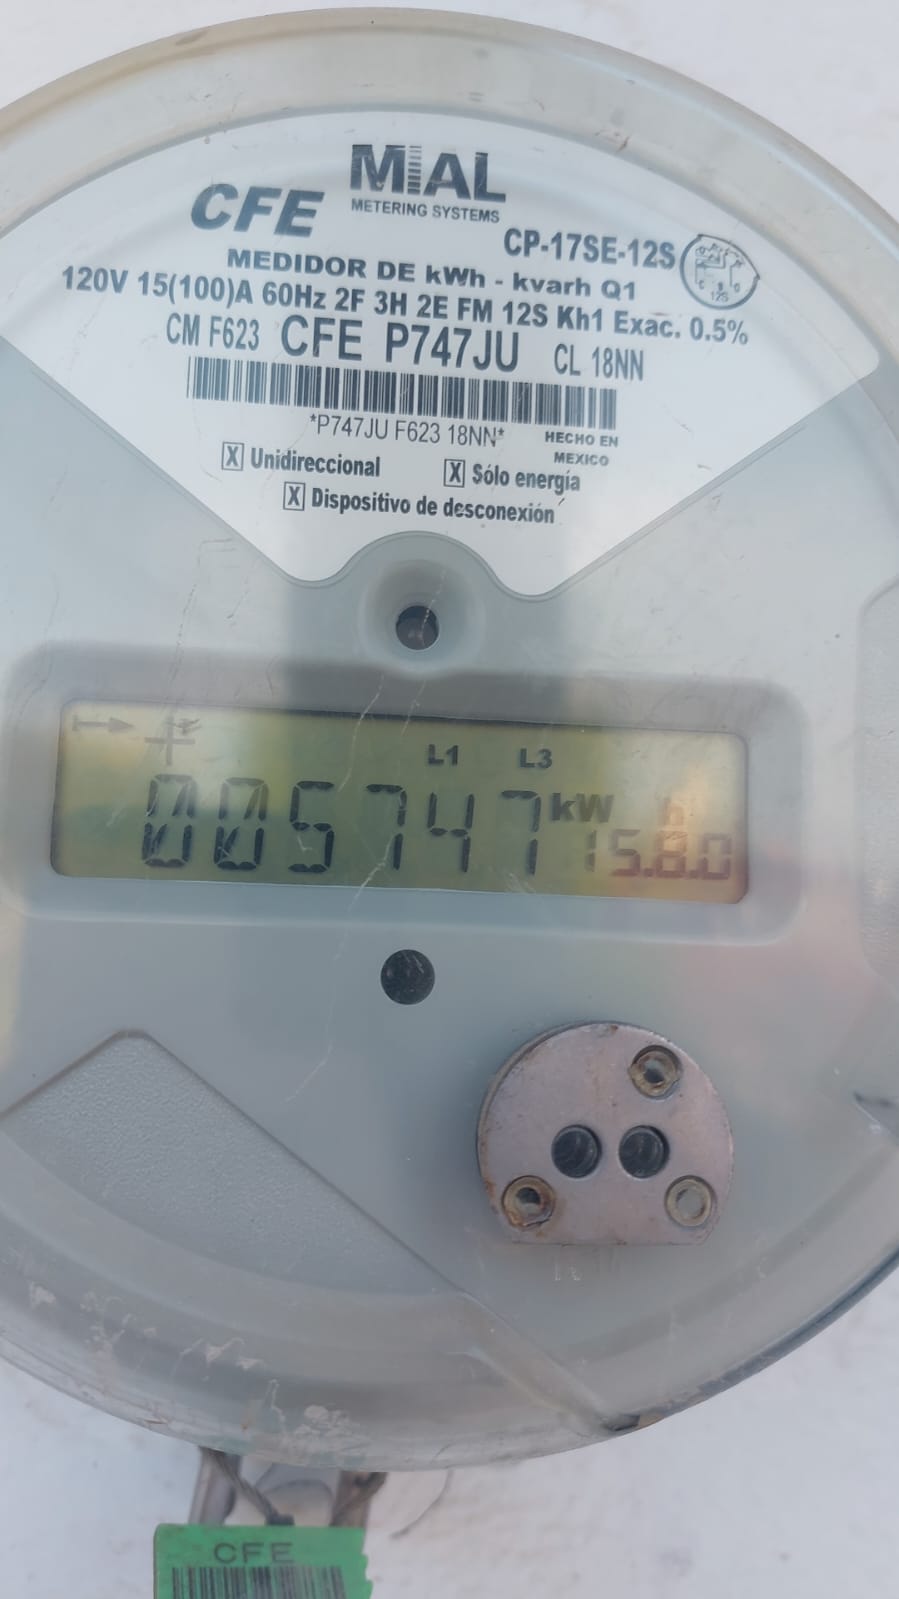 MIAL
METERING SYSTEMS
CFE
CP-17SE-12S
12S
MEDIDOR DE kWh - kvarh Q1
120V 15(100)A 60Hz 2F 3H 2E FM 12S Kh1 Exac. 0.5%
CM F623 CFE P747JU CL 18NN
*P747JU F623 18NN*
HECHO EN
MEXICO
X Unidireccional X Sólo energía
X Dispositivo de desconexión
L1 L3
005747 kW h
15.8.0
CFE